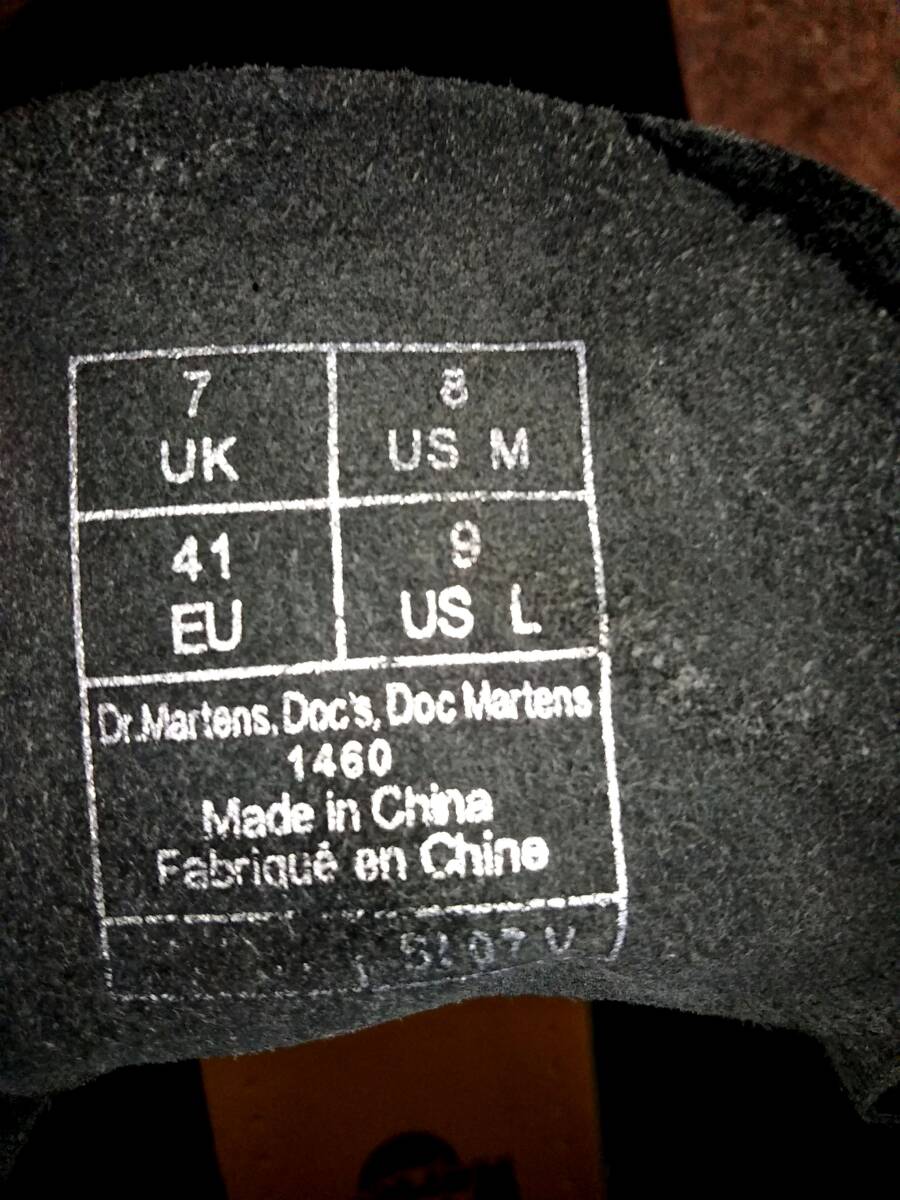 7
UK
8
US M
41
EU
9
US L
Dr.Martens, Doc's, Doc Martens
1460
Made in China
Fabriqué en Chine